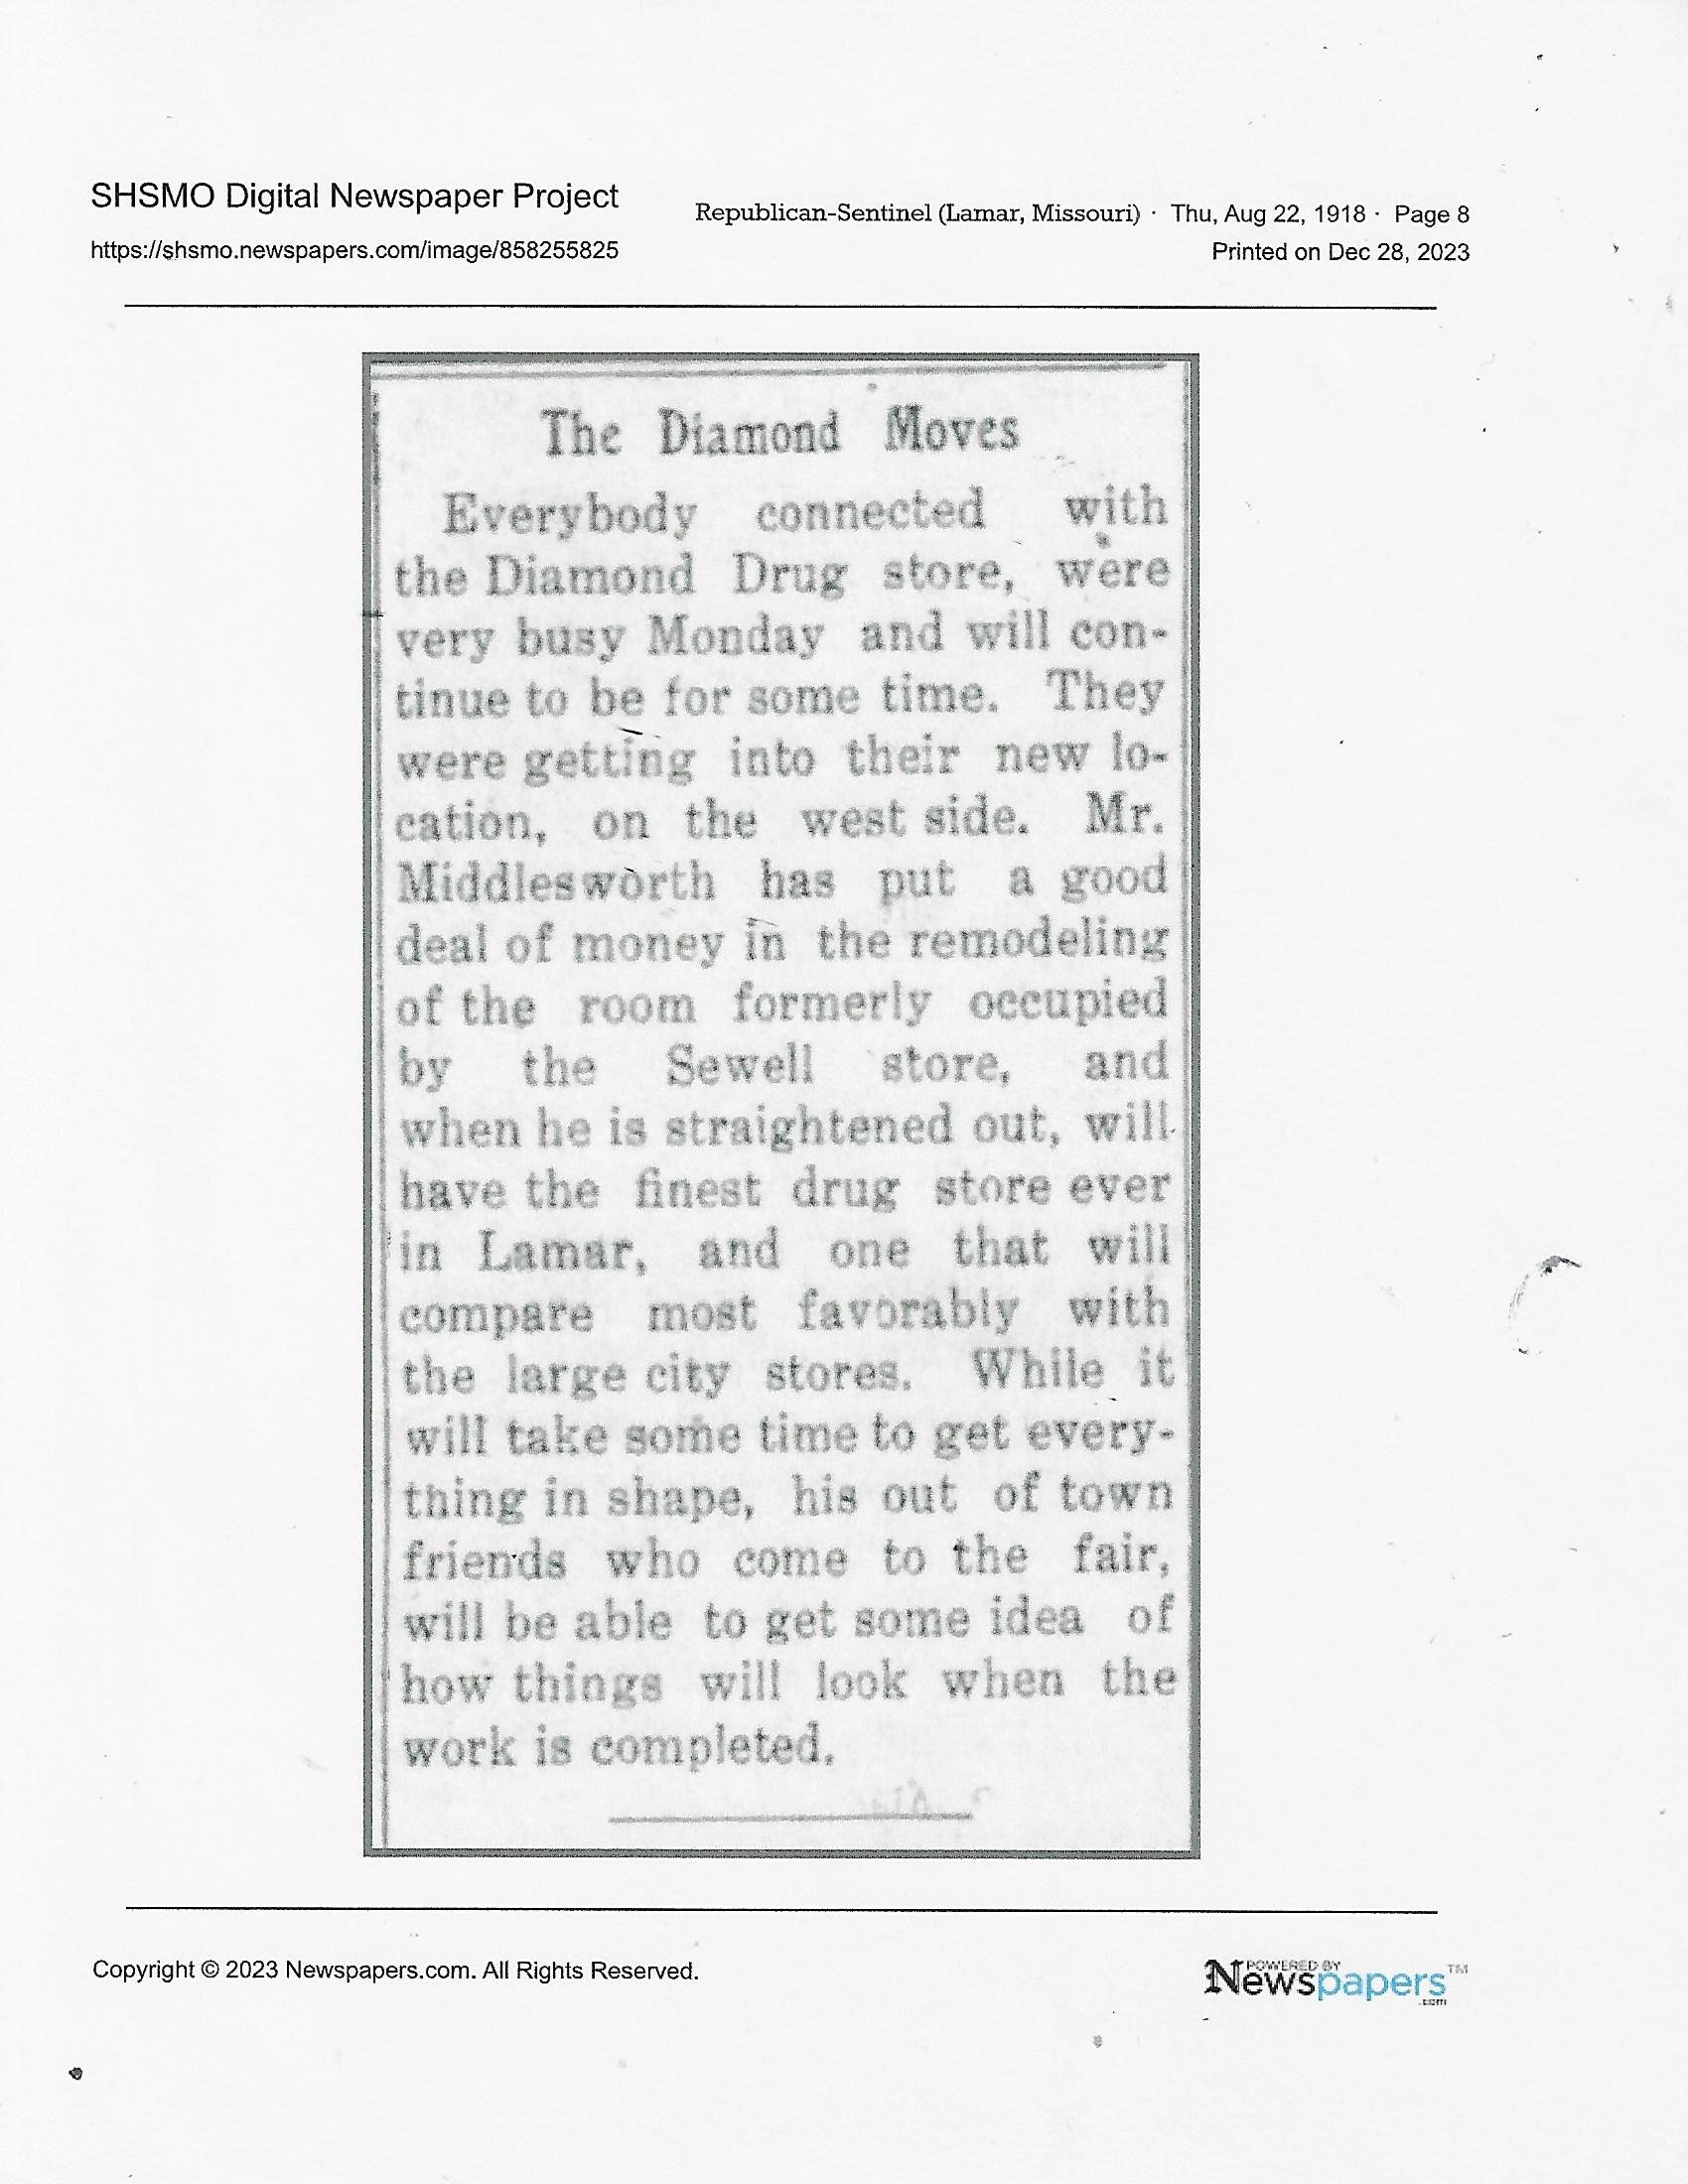 SHSMO Digital Newspaper Project
https://shsmo.newspapers.com/image/858255825
Republican-Sentinel (Lamar, Missouri) · Thu, Aug 22, 1918 · Page 8
Printed on Dec 28, 2023
The Diamond Moves
Everybody connected with
the Diamond Drug store, were
very busy Monday and will con-
tinue to be for some time. They
were getting into their new lo-
cation, on the west side. Mr.
Middlesworth has put a good
deal of money in the remodeling
of the room formerly occupied
by the Sewell store, and
when he is straightened out, will
have the finest drug store ever
in Lamar, and one that will
compare most favorably with
the large city stores. While it
will take some time to get every-
thing in shape, his out of town
friends who come to the fair,
will be able to get some idea of
how things will look when the
work is completed.
Copyright © 2023 Newspapers.com. All Rights Reserved.
POWERED BY
Newspapers™
.com